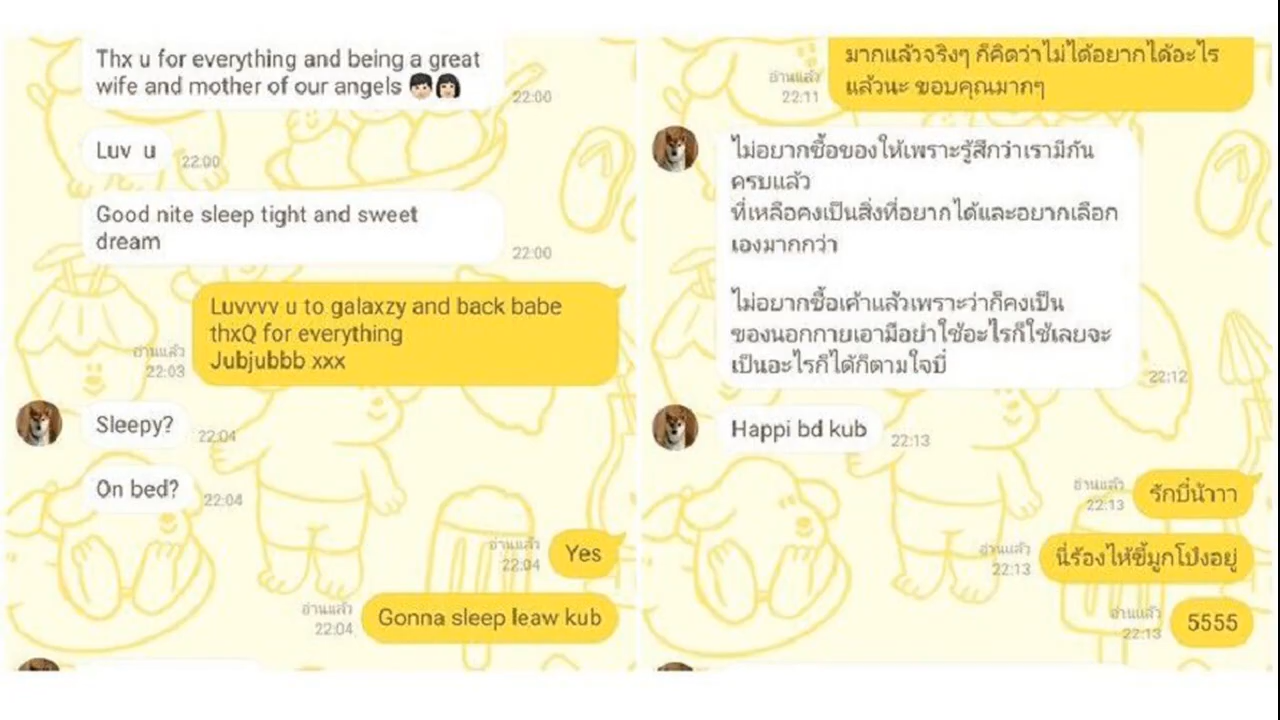 Thx u for everything and being a great
wife and mother of our angels 👦🏻👩🏻
22:00
Luv u
22:00
Good nite sleep tight and sweet
dream
22:00
Luvvvv u to galaxzy and back babe
thxQ for everything
Jubjubbb xxx
อ่านแล้ว
22:03
Sleepy?
22:04
On bed?
22:04
Yes
อ่านแล้ว
22:04
Gonna sleep leaw kub
อ่านแล้ว
22:04
มากแล้วจริงๆ ก็คิดว่าไม่ได้อยากได้อะไร
แล้วนะ ขอบคุณมากๆ
อ่านแล้ว
22:11
ไม่อยากซื้อของให้เพราะรู้สึกว่าเรามีกัน
ครบแล้ว
ที่เหลือคงเป็นสิ่งที่อยากได้และอยากเลือก
เองมากกว่า
ไม่อยากซื้อเค้าแล้วเพราะว่าก็คงเป็น
ของนอกกายเอามือย่ำใช้อะไรก็ใช้เลยจะ
เป็นอะไรก็ได้ก็ตามใจบี่
22:12
Happi bd kub
22:13
รักบี่น้าาา
อ่านแล้ว
22:13
นี่ร้องไห้ขี้มูกโป่งอยู่
อ่านแล้ว
22:13
5555
อ่านแล้ว
22:13